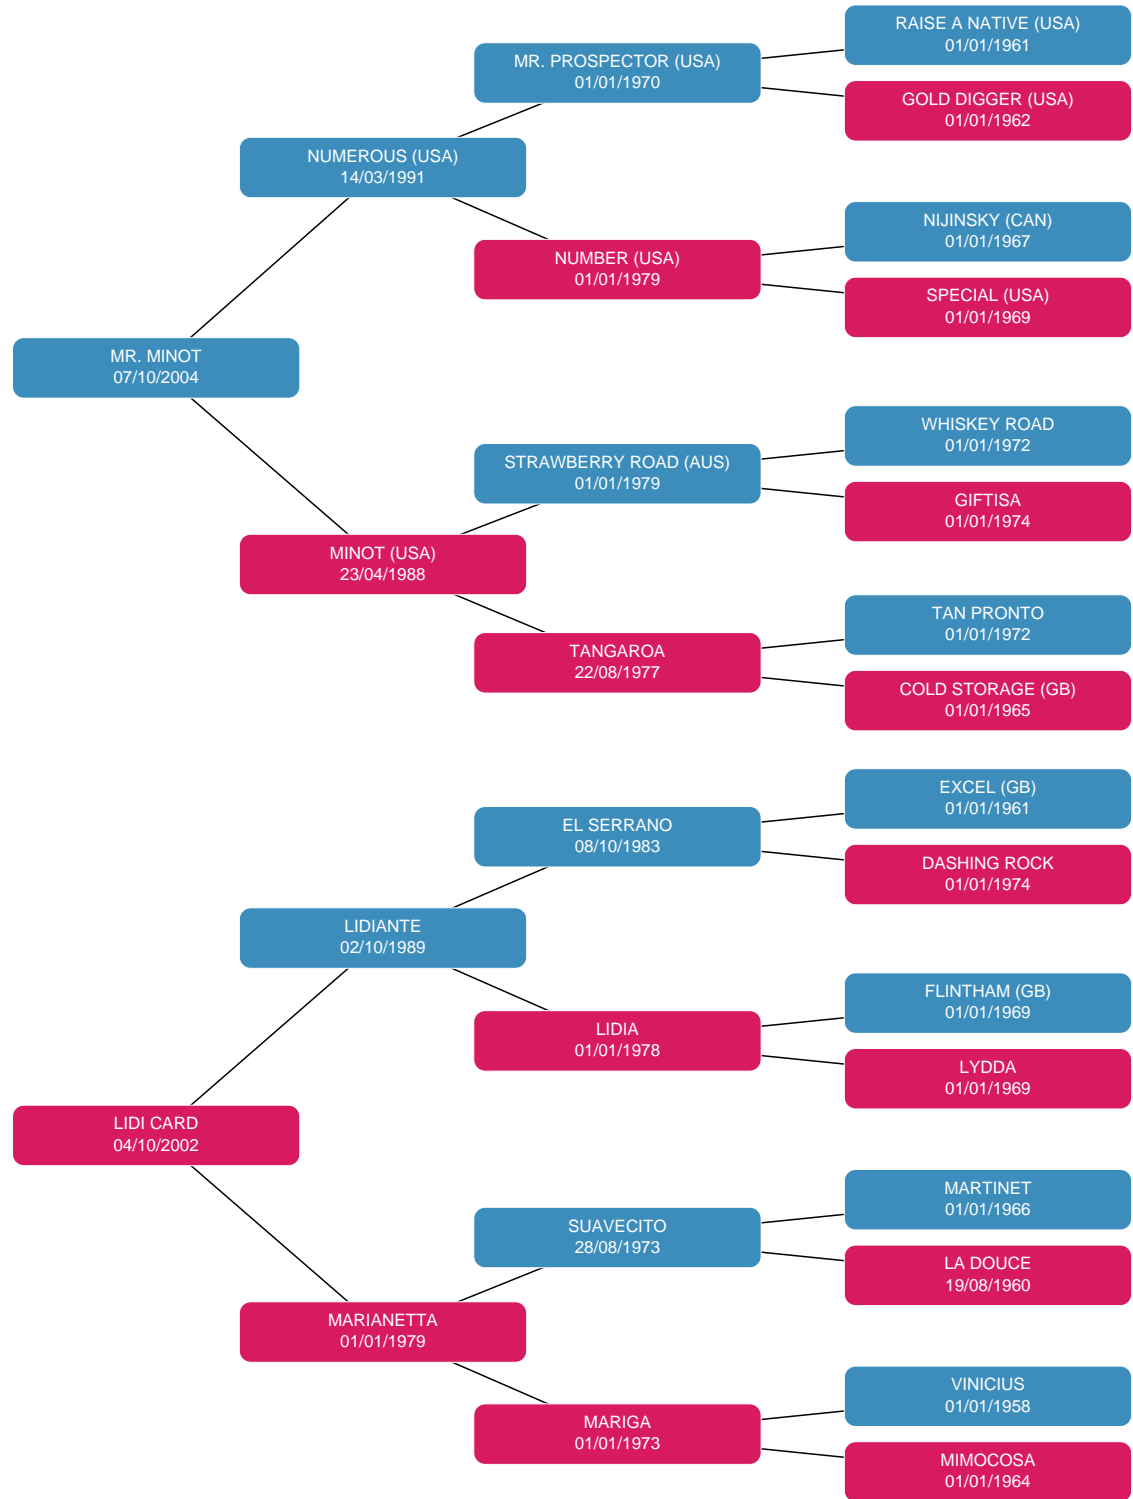 RAISE A NATIVE (USA)
01/01/1961
MR. PROSPECTOR (USA)
01/01/1970
GOLD DIGGER (USA)
01/01/1962
NUMEROUS (USA)
14/03/1991
NIJINSKY (CAN)
01/01/1967
NUMBER (USA)
01/01/1979
SPECIAL (USA)
01/01/1969
MR. MINOT
07/10/2004
WHISKEY ROAD
01/01/1972
STRAWBERRY ROAD (AUS)
01/01/1979
GIFTISA
01/01/1974
MINOT (USA)
23/04/1988
TAN PRONTO
01/01/1972
TANGAROA
22/08/1977
COLD STORAGE (GB)
01/01/1965
EXCEL (GB)
01/01/1961
EL SERRANO
08/10/1983
DASHING ROCK
01/01/1974
LIDIANTE
02/10/1989
FLINTHAM (GB)
01/01/1969
LIDIA
01/01/1978
LYDDA
01/01/1969
LIDI CARD
04/10/2002
MARTINET
01/01/1966
SUAVECITO
28/08/1973
LA DOUCE
19/08/1960
MARIANETTA
01/01/1979
VINICIUS
01/01/1958
MARIGA
01/01/1973
MIMOCOSA
01/01/1964